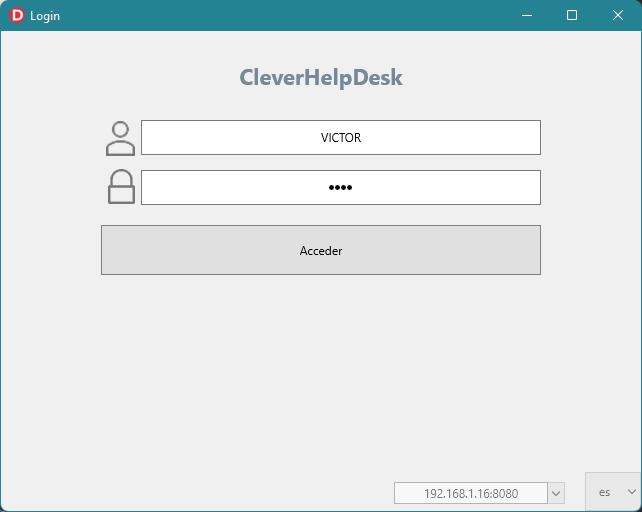 D Login
CleverHelpDesk
VICTOR
••••
Acceder
192.168.1.16:8080
es